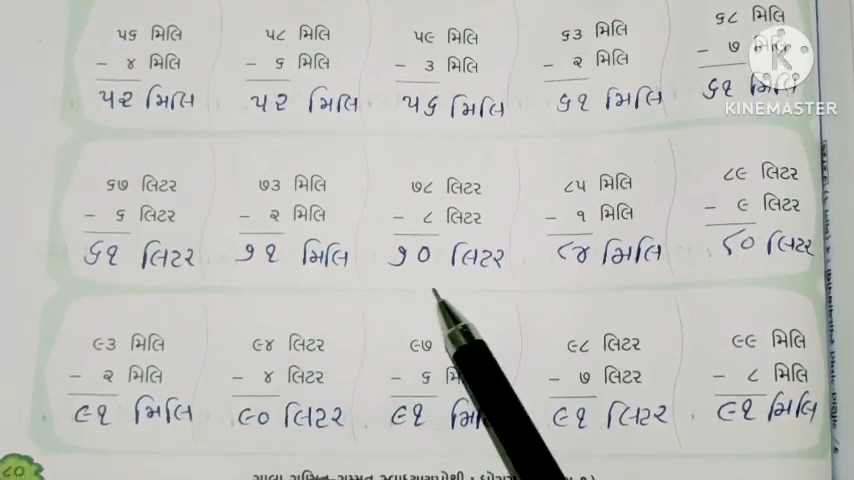 ૫૬ મિલિ ૫૮ મિલિ ૫૯ મિલિ ૬૩ મિલિ ૬૮ મિલિ
- ૪ મિલિ - ૬ મિલિ - ૩ મિલિ - ૨ મિલિ - ૭ મિલિ
૫૨ મિલિ ૫૨ મિલિ ૫૬ મિલિ ૬૧ મિલિ ૬૧ મિલિ
KINEMASTER
૬૭ લિટર ૭૩ મિલિ ૭૮ લિટર ૮૫ મિલિ ૮૯ લિટર
- ૬ લિટર - ૨ મિલિ - ૮ લિટર - ૧ મિલિ - ૯ લિટર
૬૧ લિટર ૭૧ મિલિ ૭૦ લિટર ૮૪ મિલિ ૮૦ લિટર
૯૩ મિલિ ૯૪ લિટર ૯૭ ૯૮ લિટર ૯૯ મિલિ
- ૨ મિલિ - ૪ લિટર - ૬ - ૭ લિટર - ૮ મિલિ
૯૧ મિલિ ૯૦ લિટર ૯૧ ૯૧ લિટર ૯૧ મિલિ